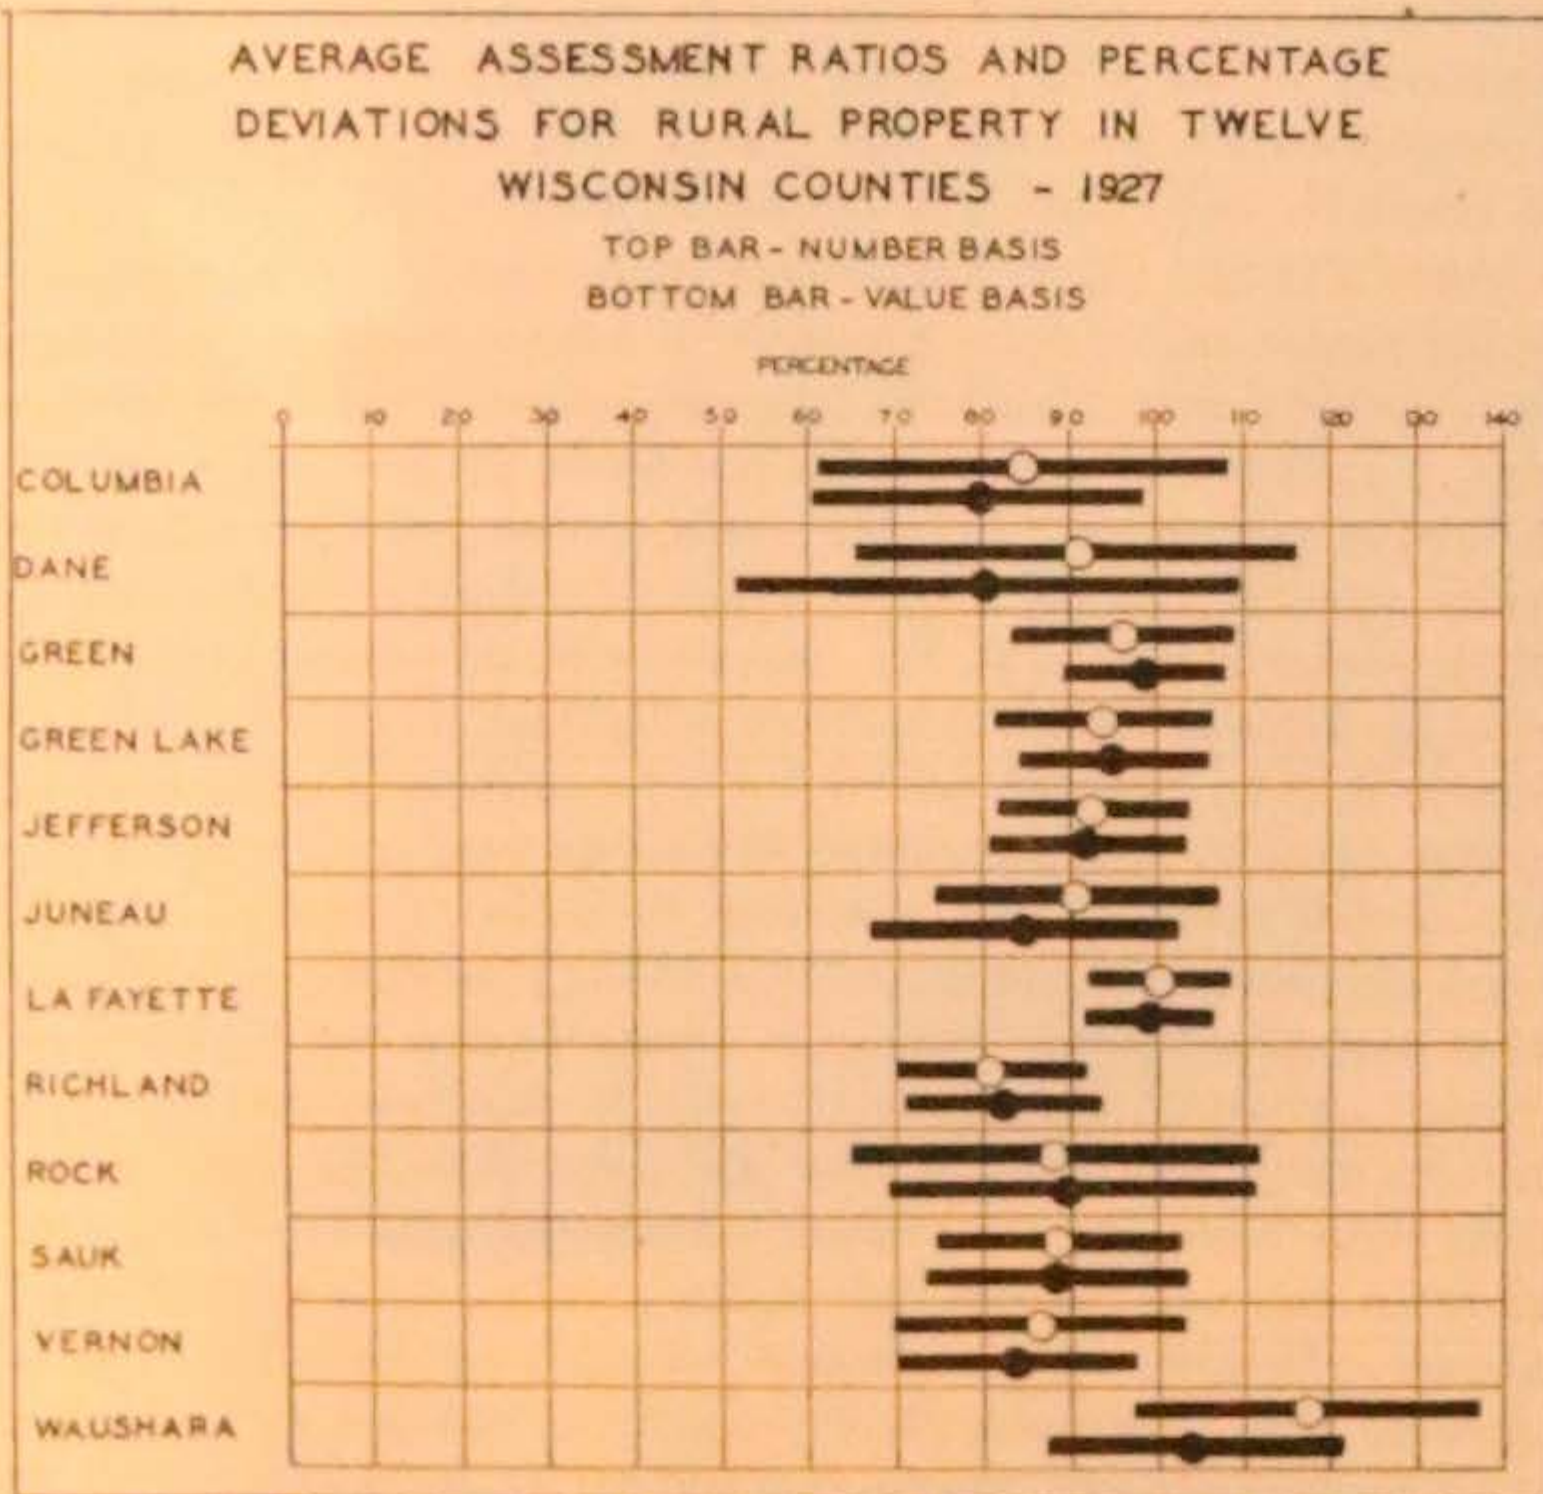 AVERAGE ASSESSMENT RATIOS AND PERCENTAGE
DEVIATIONS FOR RURAL PROPERTY IN TWELVE
WISCONSIN COUNTIES - 1927
TOP BAR - NUMBER BASIS
BOTTOM BAR - VALUE BASIS
PERCENTAGE
0 10 20 30 40 50 60 70 80 90 100 110 120 130 140
COLUMBIA
DANE
GREEN
GREEN LAKE
JEFFERSON
JUNEAU
LA FAYETTE
RICHLAND
ROCK
SAUK
VERNON
WAUSHARA